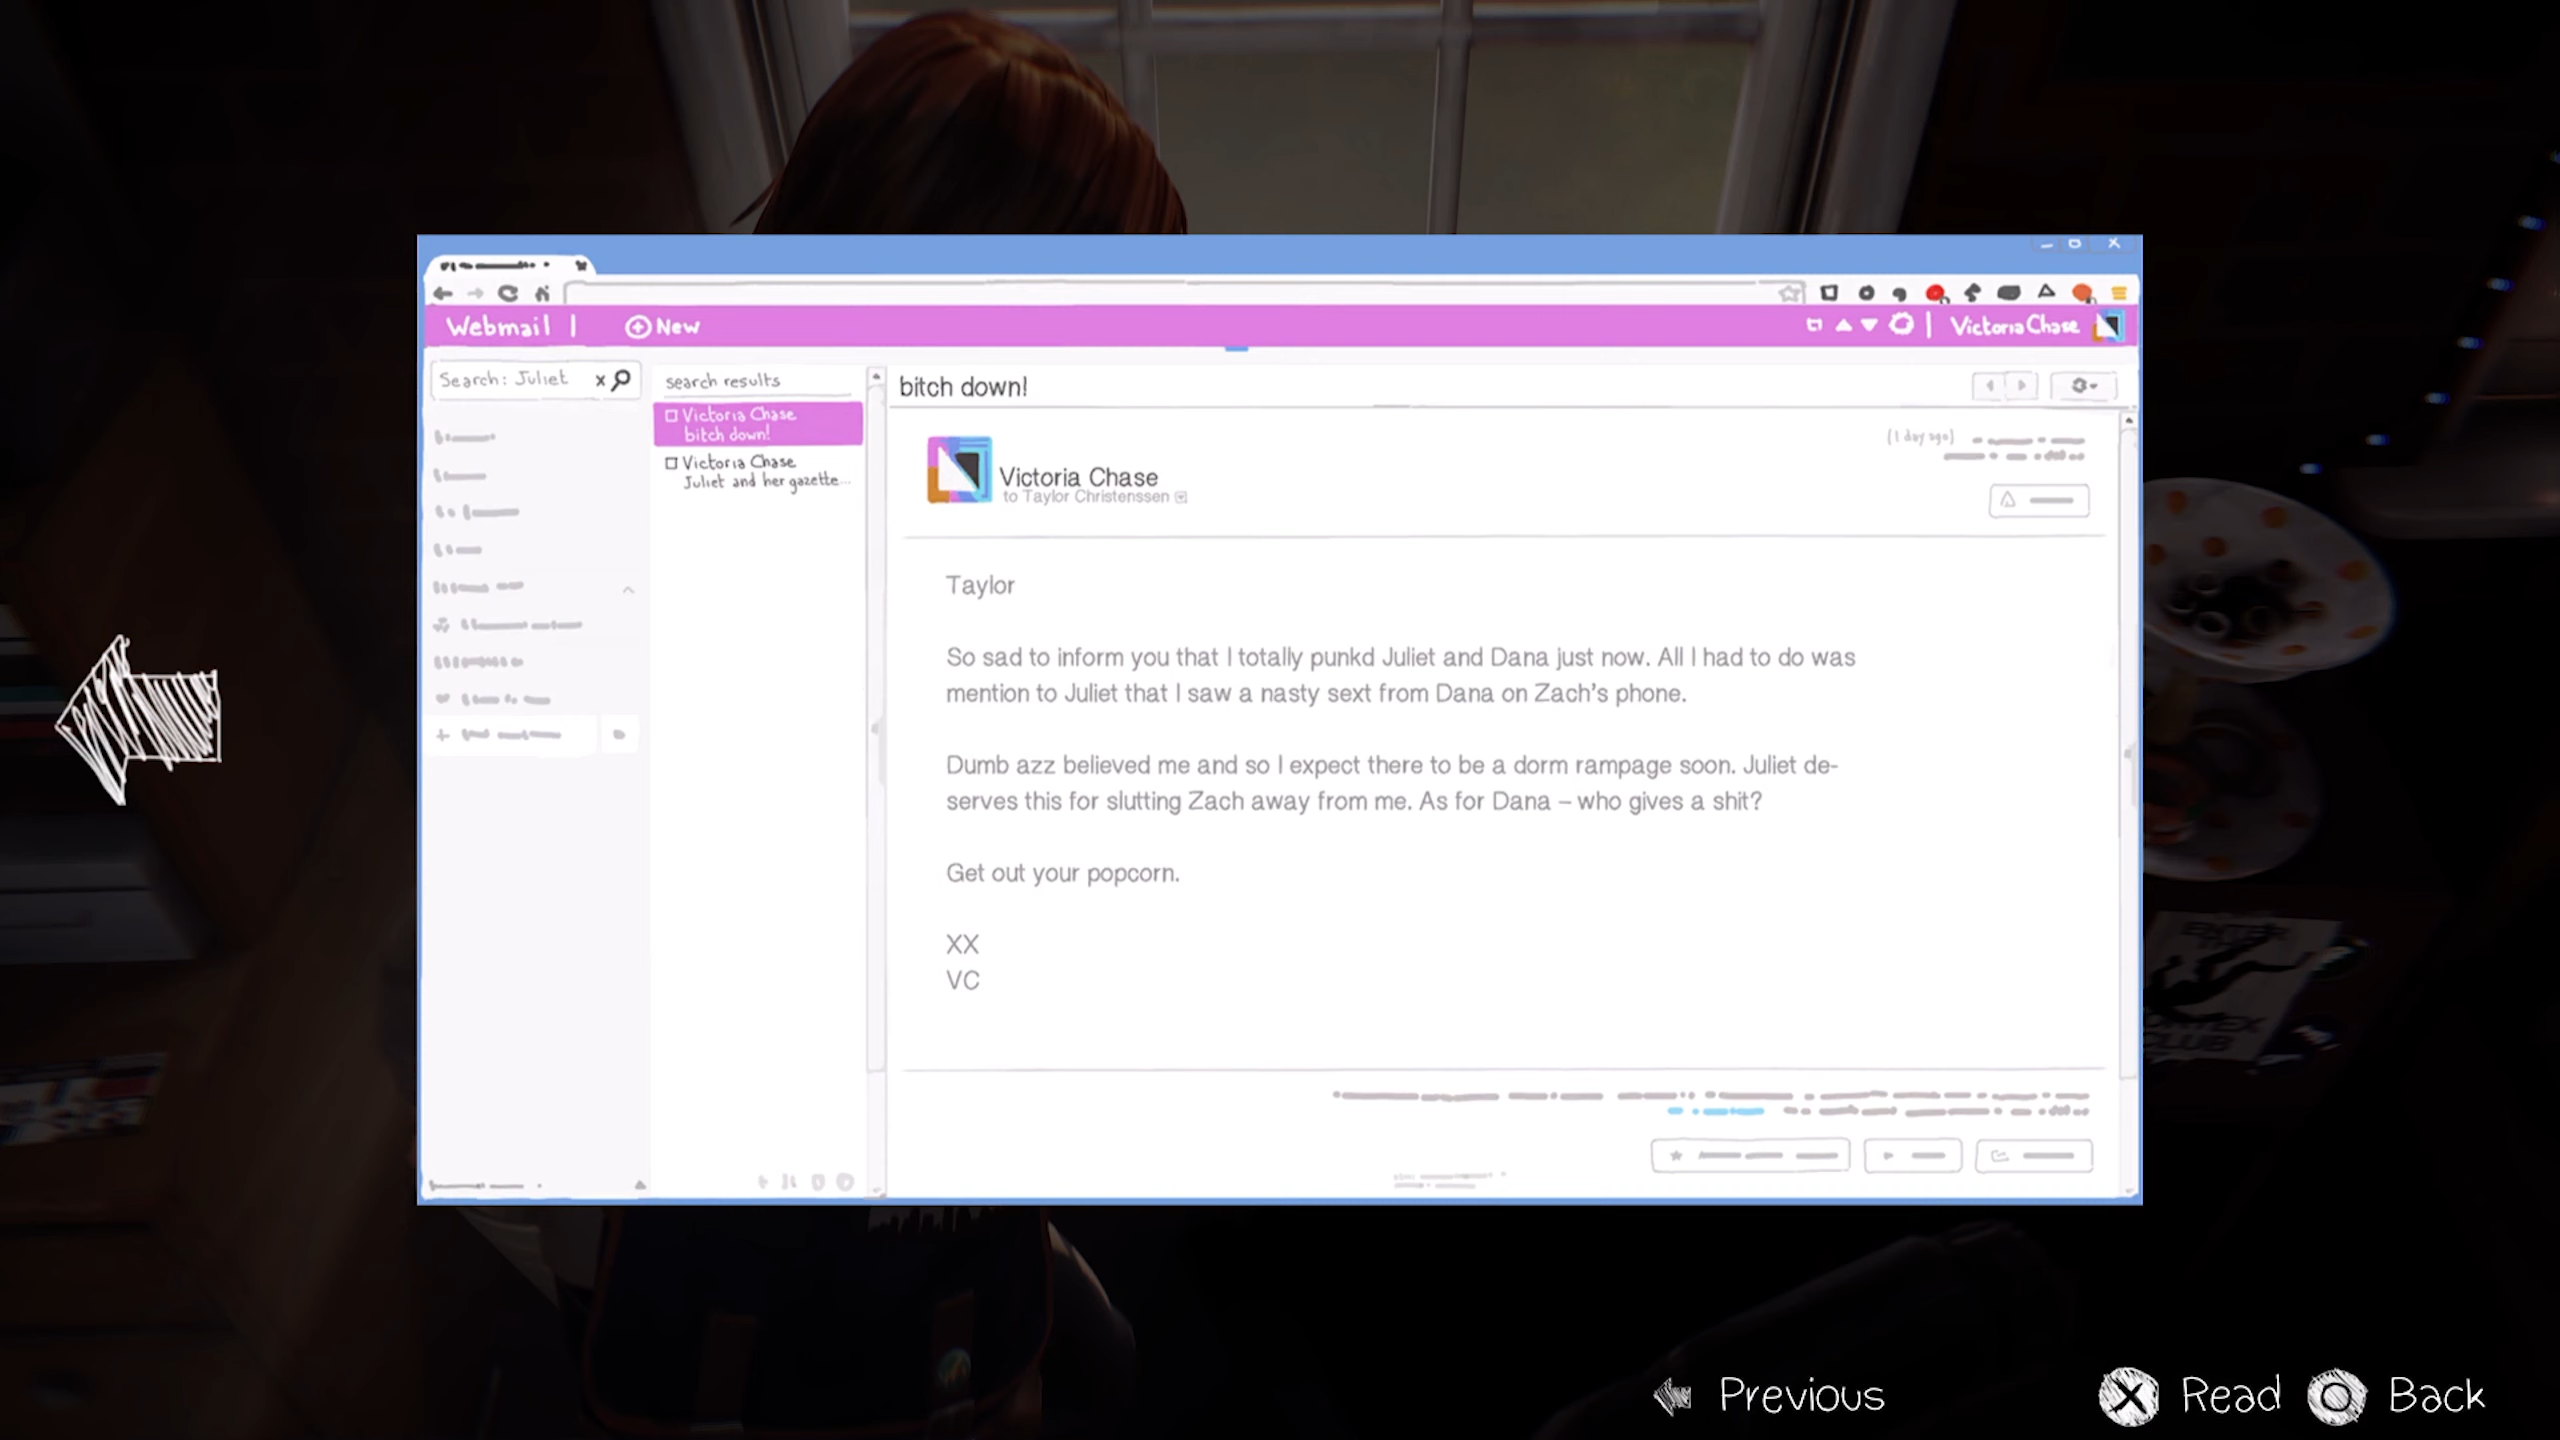 Webmail |
New
Victoria Chase
Search: Juliet
search results
Victoria Chase
bitch down!
Victoria Chase
Juliet and her gazette...
bitch down!
(1 day ago)
Victoria Chase
to Taylor Christenssen
Taylor
So sad to inform you that I totally punkd Juliet and Dana just now. All I had to do was
mention to Juliet that I saw a nasty sext from Dana on Zach's phone.
Dumb azz believed me and so I expect there to be a dorm rampage soon. Juliet de-
serves this for slutting Zach away from me. As for Dana – who gives a shit?
Get out your popcorn.
XX
VC
CLUB
Previous
Read
Back